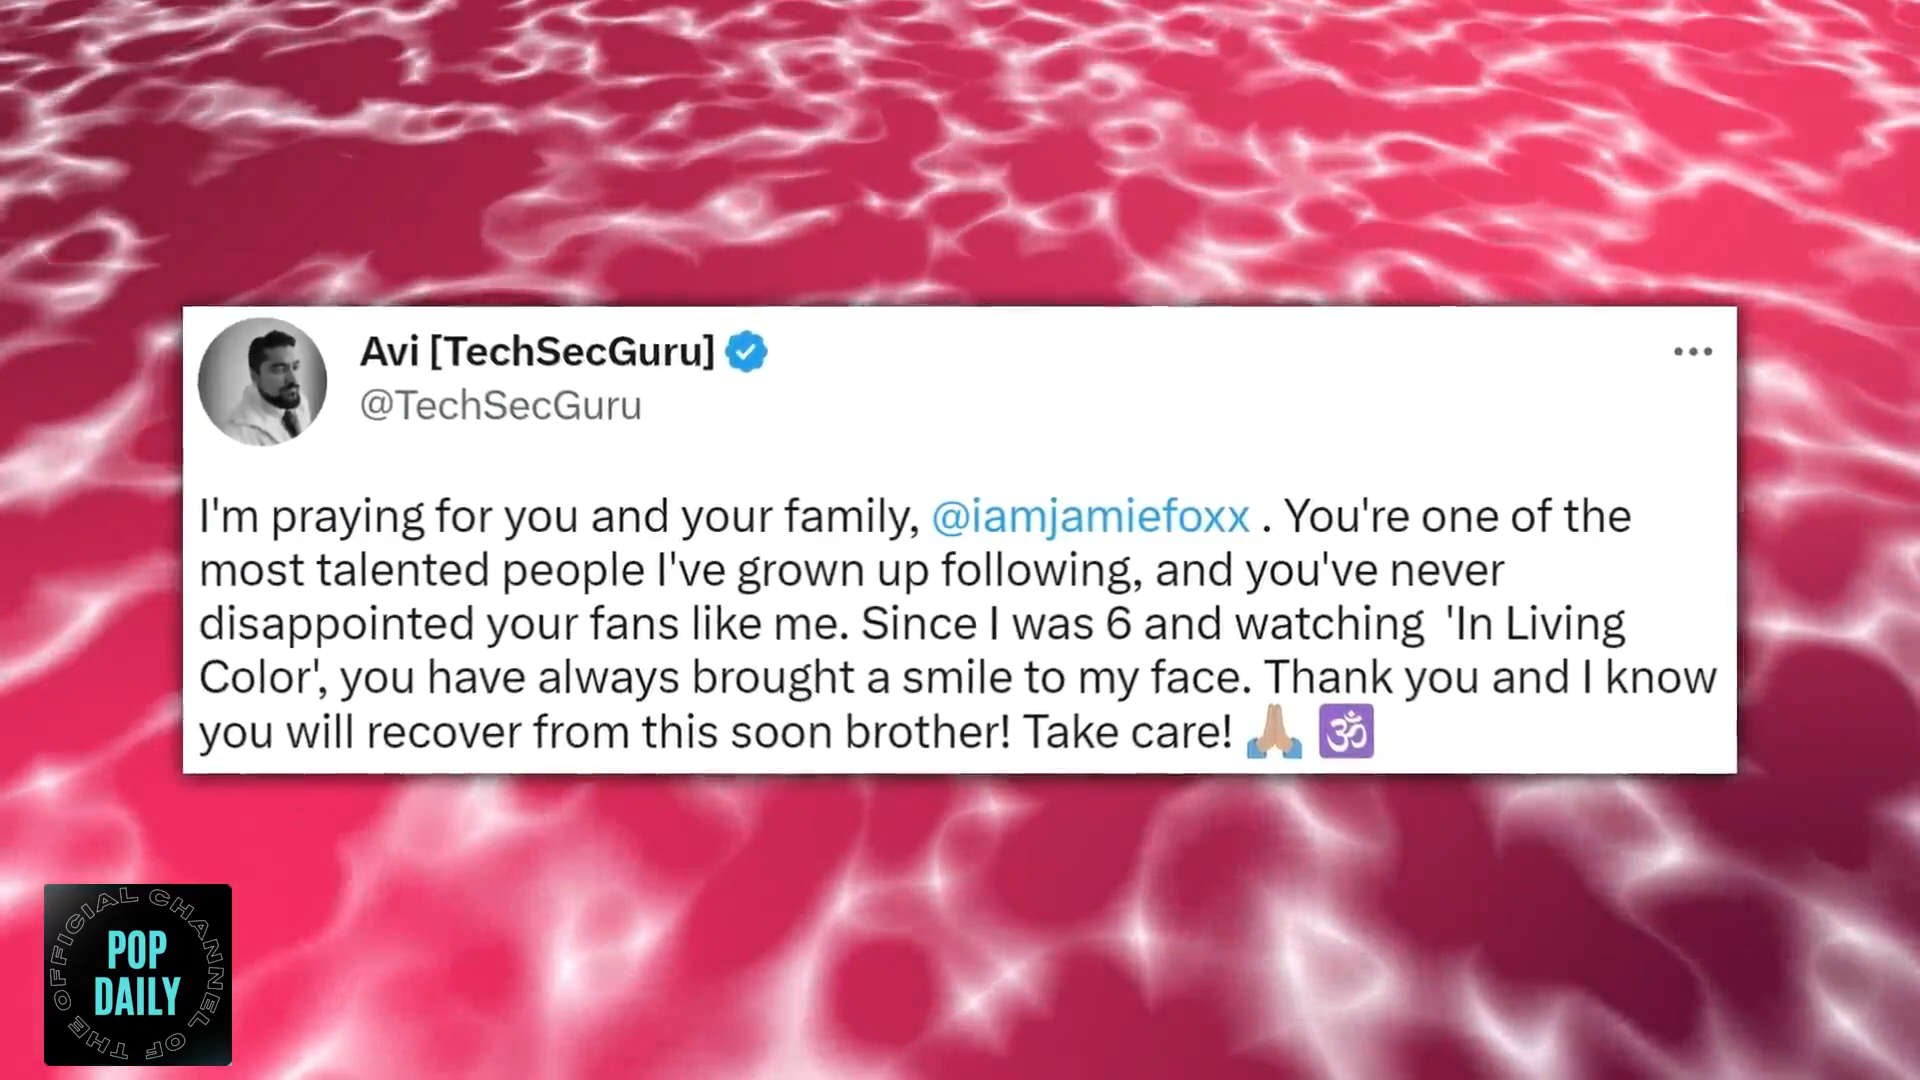 Avi [TechSecGuru]
@TechSecGuru
I'm praying for you and your family, @iamjamiefoxx . You're one of the
most talented people I've grown up following, and you've never
disappointed your fans like me. Since I was 6 and watching  'In Living
Color', you have always brought a smile to my face. Thank you and I know
you will recover from this soon brother! Take care! 🙏🏼 🕉
POP
DAILY
THE OFFICIAL CHANNEL OF